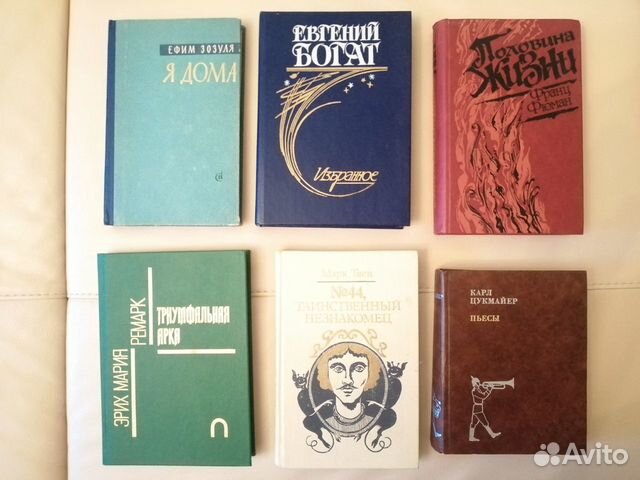 ЕФИМ ЗОЗУЛЯ
Я ДОМА
ЕВГЕНИЙ
БОГАТ
Избранное
Половина
Жизни
Франц
Фюман
ЭРИХ МАРИЯ
РЕМАРК
ТРИУМФАЛЬНАЯ
АРКА
Марк Твен
№44,
ТАИНСТВЕННЫЙ
НЕЗНАКОМЕЦ
КАРЛ
ЦУКМАЙЕР
ПЬЕСЫ
Avito